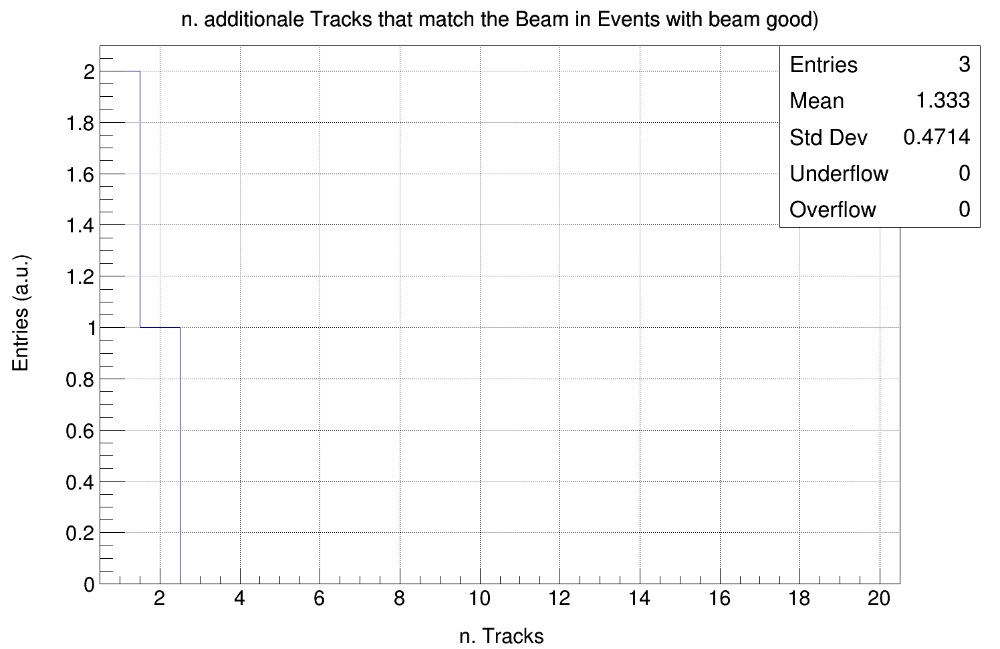 n. additionale Tracks that match the Beam in Events with beam good)
Entries 3
Mean 1.333
Std Dev 0.4714
Underflow 0
Overflow 0
2
1.8
1.6
1.4
1.2
1
0.8
0.6
0.4
0.2
0
Entries (a.u.)
2 4 6 8 10 12 14 16 18 20
n. Tracks